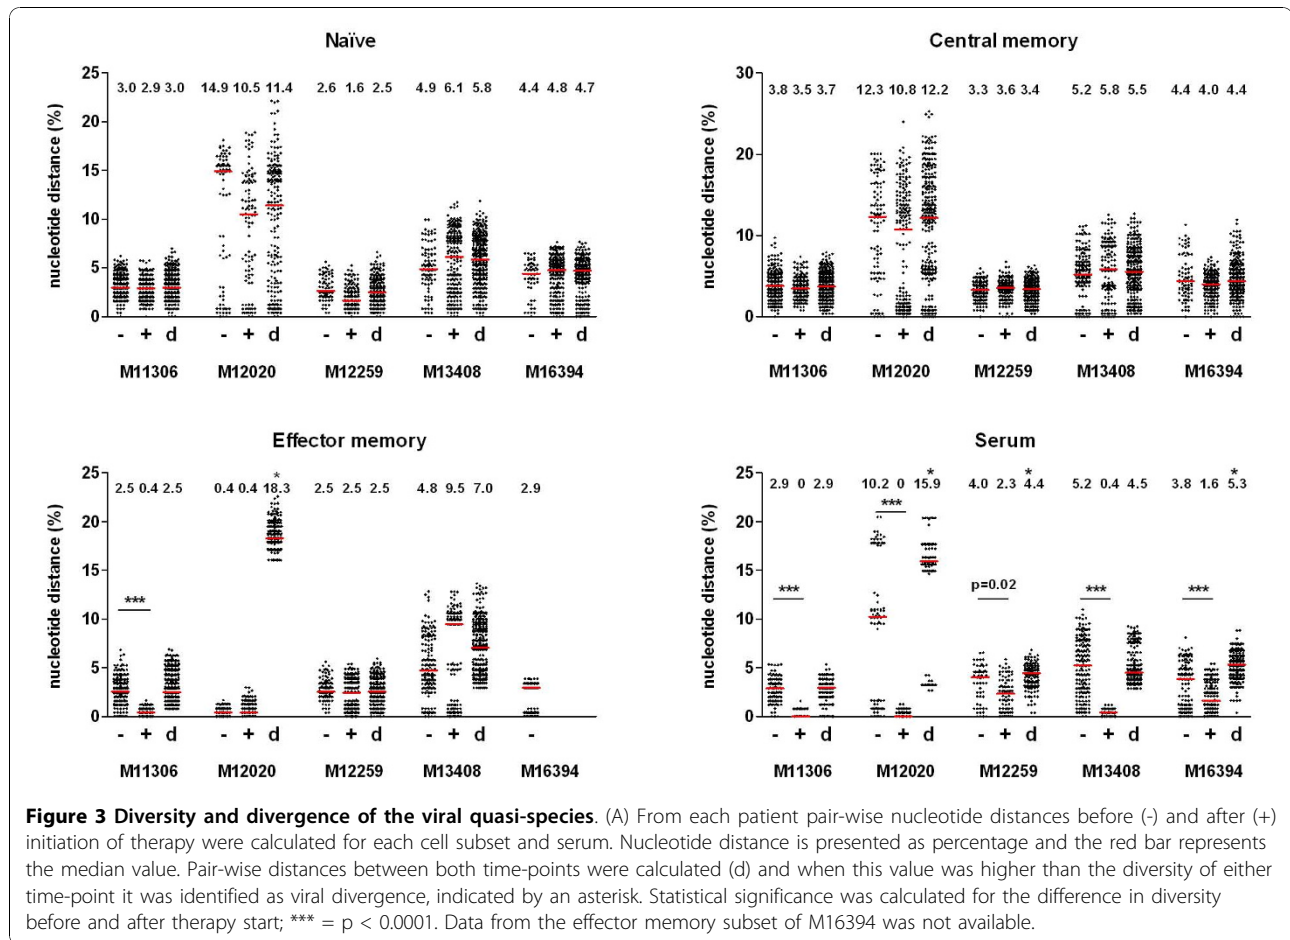 Naïve
nucleotide distance (%)
25
20
15
10
5
0
3.0 2.9 3.0 14.9 10.5 11.4 2.6 1.6 2.5 4.9 6.1 5.8 4.4 4.8 4.7
- + d - + d - + d - + d - + d
M11306 M12020 M12259 M13408 M16394
Central memory
nucleotide distance (%)
30
20
10
0
3.8 3.5 3.7 12.3 10.8 12.2 3.3 3.6 3.4 5.2 5.8 5.5 4.4 4.0 4.4
- + d - + d - + d - + d - + d
M11306 M12020 M12259 M13408 M16394
Effector memory
nucleotide distance (%)
25
20
15
10
5
0
*
2.5 0.4 2.5 0.4 0.4 18.3 2.5 2.5 2.5 4.8 9.5 7.0 2.9
***
- + d - + d - + d - + d -
M11306 M12020 M12259 M13408 M16394
Serum
nucleotide distance (%)
25
20
15
10
5
0
* * *
2.9 0 2.9 10.2 0 15.9 4.0 2.3 4.4 5.2 0.4 4.5 3.8 1.6 5.3
*** *** p=0.02 *** ***
- + d - + d - + d - + d - + d
M11306 M12020 M12259 M13408 M16394
Figure 3 Diversity and divergence of the viral quasi-species. (A) From each patient pair-wise nucleotide distances before (-) and after (+)
initiation of therapy were calculated for each cell subset and serum. Nucleotide distance is presented as percentage and the red bar represents
the median value. Pair-wise distances between both time-points were calculated (d) and when this value was higher than the diversity of either
time-point it was identified as viral divergence, indicated by an asterisk. Statistical significance was calculated for the difference in diversity
before and after therapy start; *** = p < 0.0001. Data from the effector memory subset of M16394 was not available.